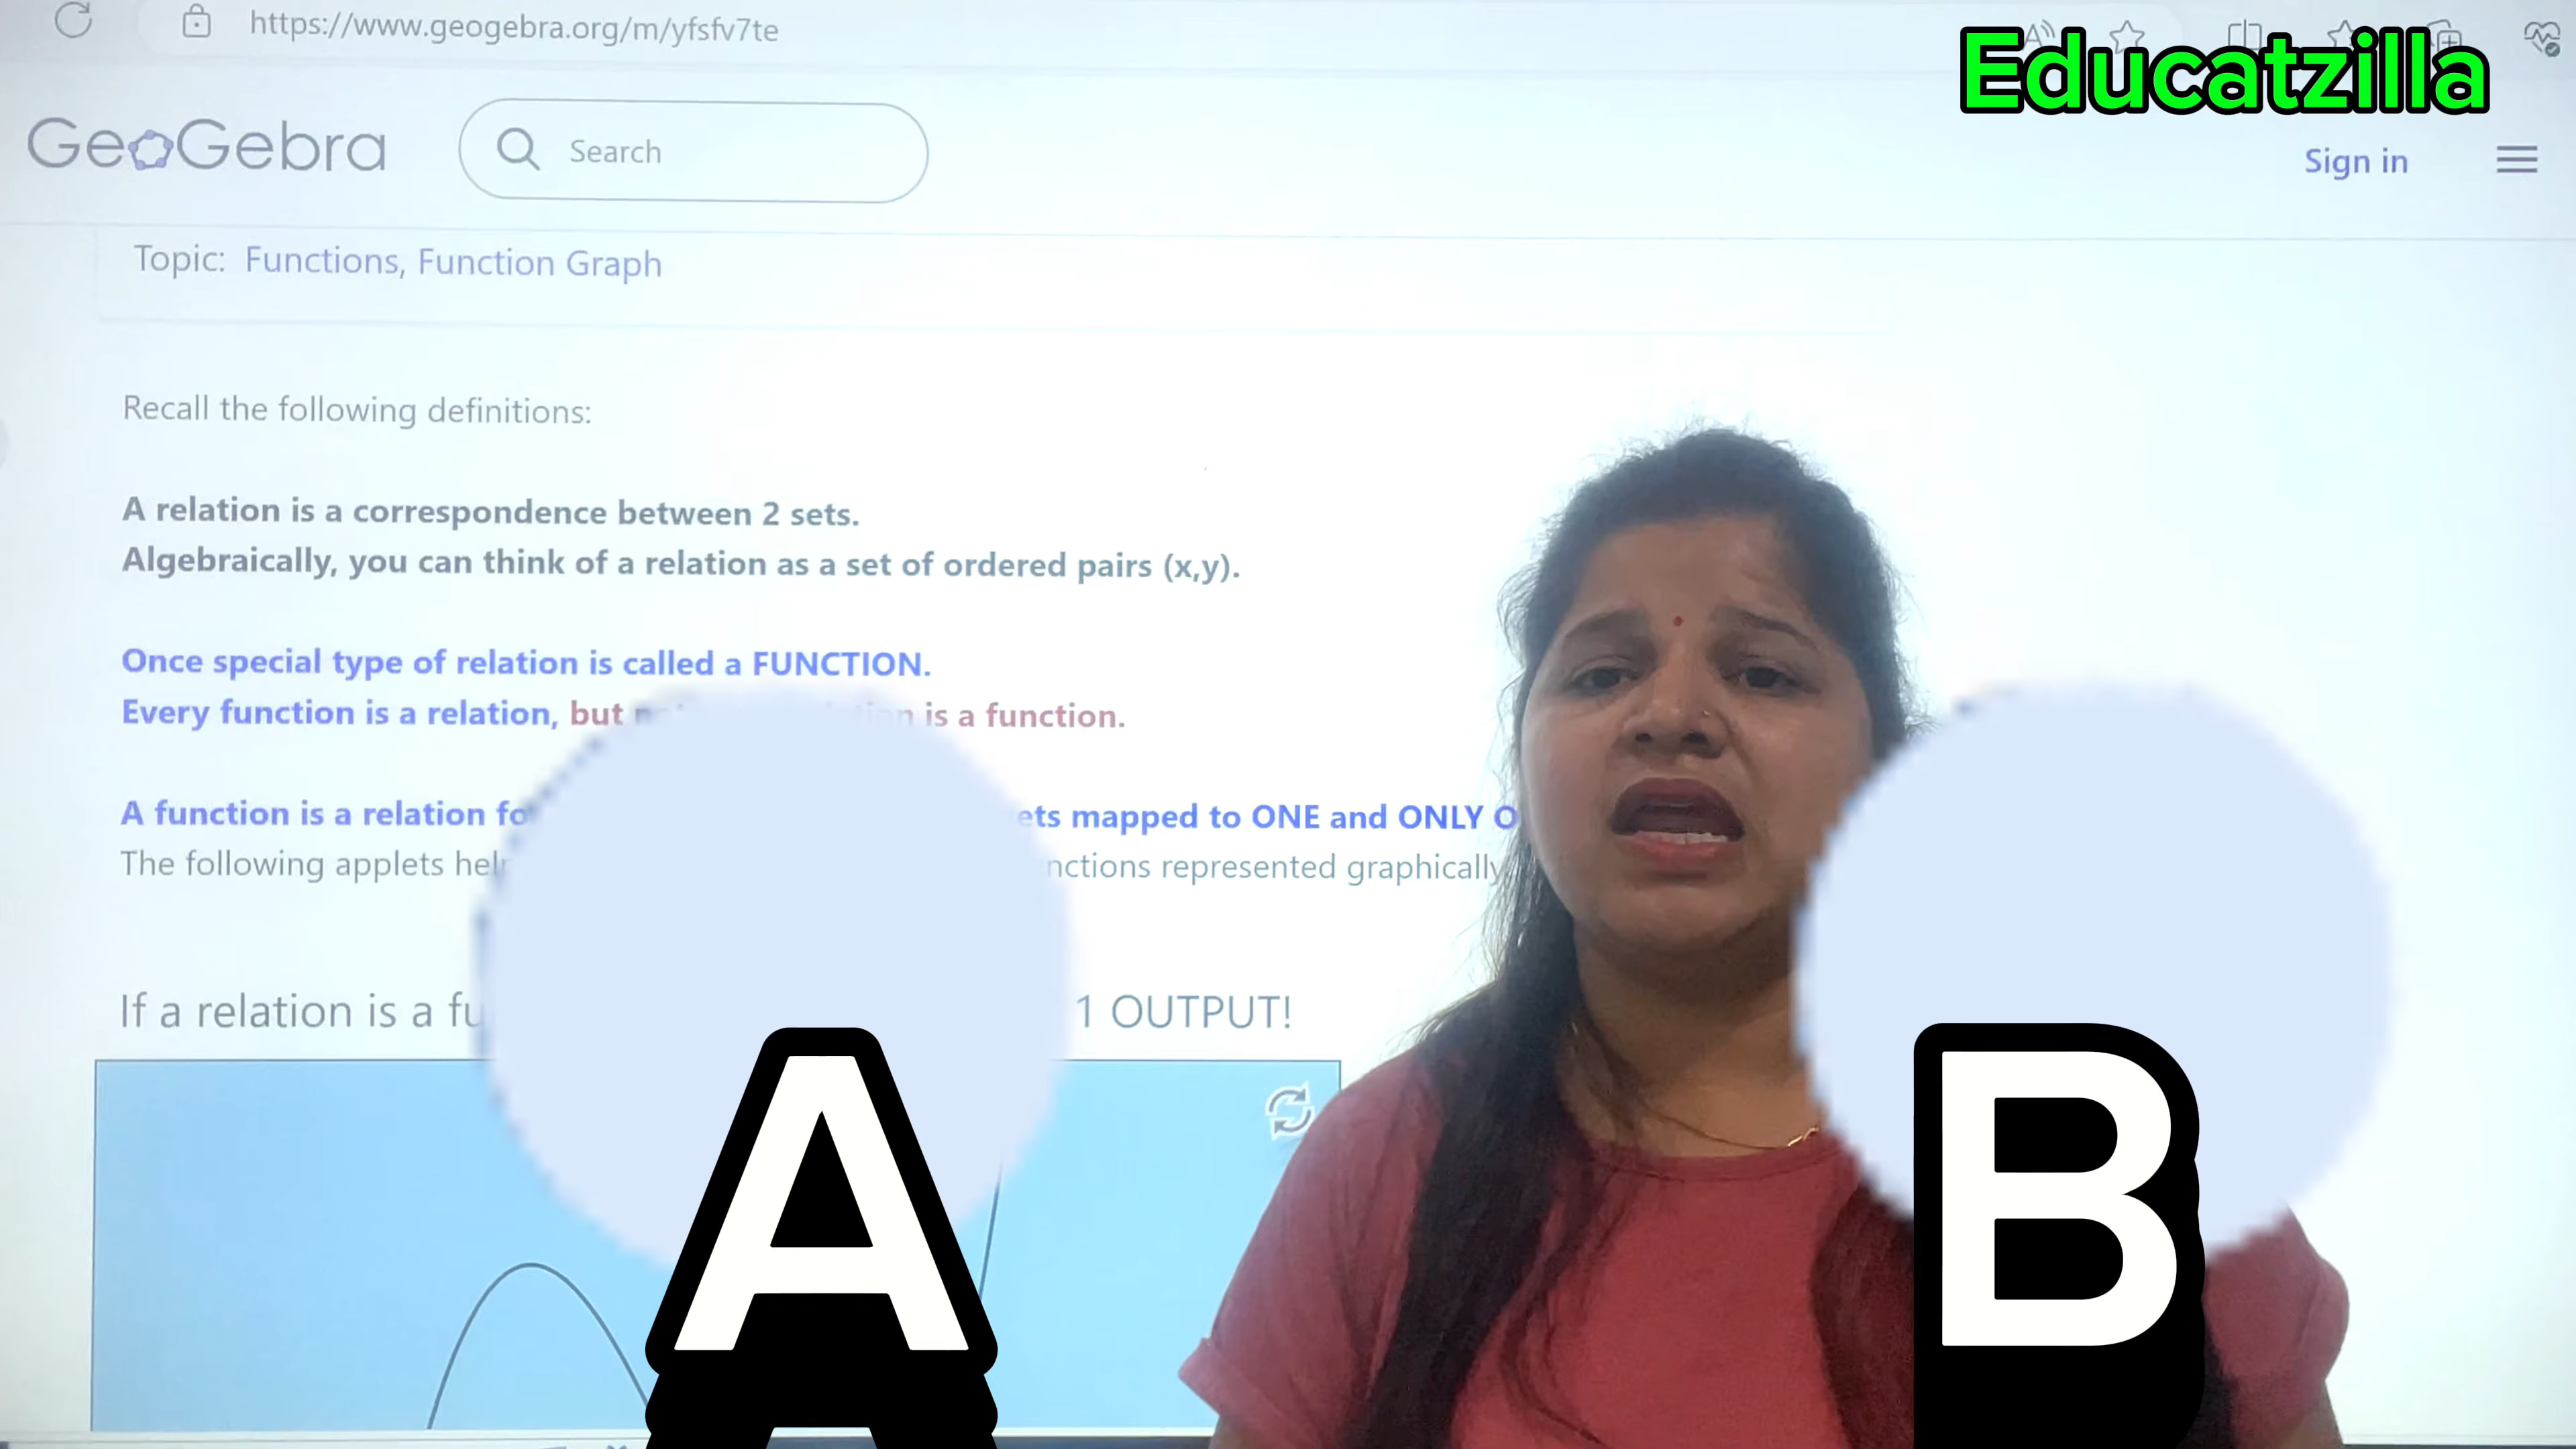 https://www.geogebra.org/m/yfsfv7te
Educatzilla
GeoGebra
Search
Sign in
Topic: Functions, Function Graph
Recall the following definitions:
A relation is a correspondence between 2 sets.
Algebraically, you can think of a relation as a set of ordered pairs (x,y).
Once special type of relation is called a FUNCTION.
Every function is a relation, but is a function.
A function is a relation mapped to ONE and ONLY
The following applets represented graphically
If a relation is a 1 OUTPUT!
A
B